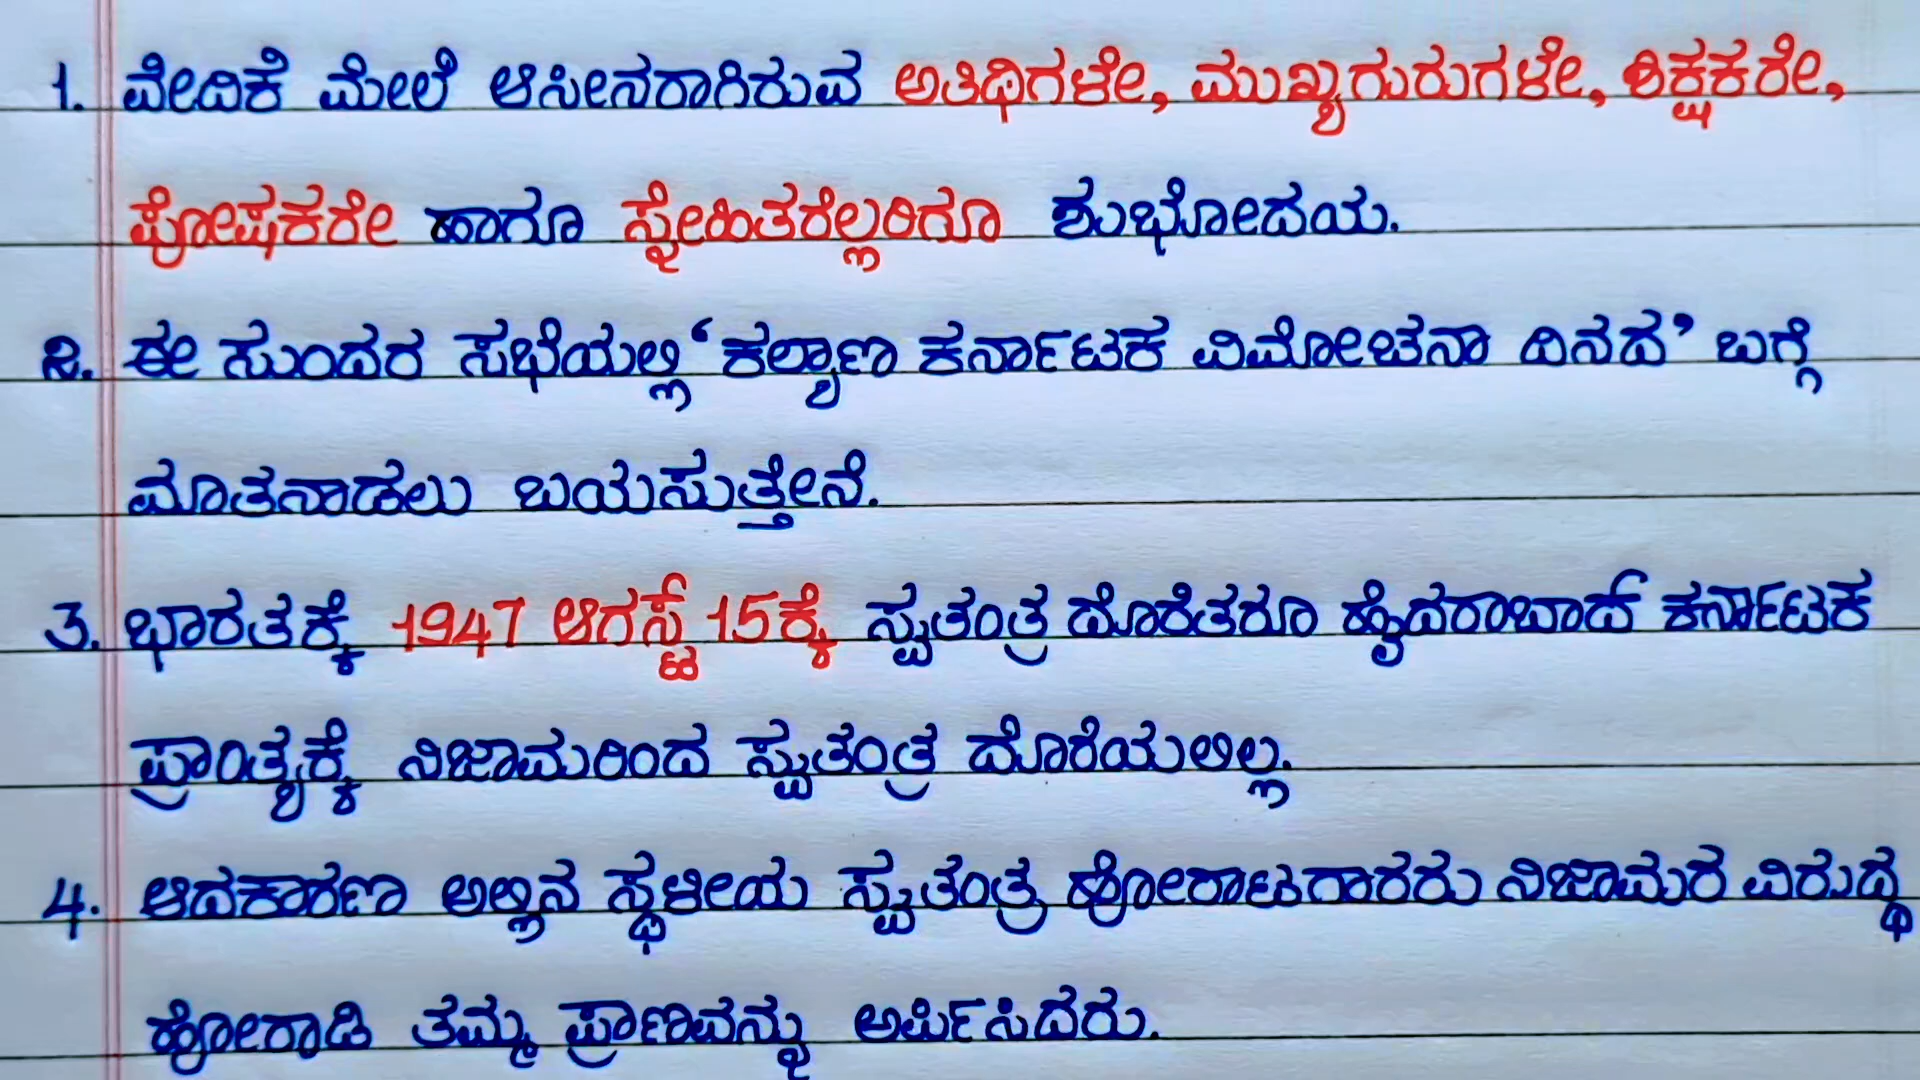 1. ವೇದಿಕೆ ಮೇಲೆ ಆಸೀನರಾಗಿರುವ ಅತಿಥಿಗಳೇ, ಮುಖ್ಯಗುರುಗಳೇ, ಶಿಕ್ಷಕರೇ,
ಪೋಷಕರೇ ಹಾಗೂ ಸ್ನೇಹಿತರೆಲ್ಲರಿಗೂ ಶುಭೋದಯ.
೨. ಈ ಸುಂದರ ಸಭೆಯಲ್ಲಿ ‘ಕಲ್ಯಾಣ ಕರ್ನಾಟಕ ವಿಮೋಚನಾ ದಿನದ’ ಬಗ್ಗೆ
ಮಾತನಾಡಲು ಬಯಸುತ್ತೇನೆ.
3. ಭಾರತಕ್ಕೆ 1947 ಆಗಸ್ಟ್ 15ಕ್ಕೆ ಸ್ವತಂತ್ರ ದೊರೆತರೂ ಹೈದರಾಬಾದ್ ಕರ್ನಾಟಕ
ಪ್ರಾಂತ್ಯಕ್ಕೆ ನಿಜಾಮರಿಂದ ಸ್ವತಂತ್ರ ದೊರೆಯಲಿಲ್ಲ.
4. ಆದಕಾರಣ ಅಲ್ಲಿನ ಸ್ಥಳೀಯ ಸ್ವತಂತ್ರ ಹೋರಾಟಗಾರರು ನಿಜಾಮರ ವಿರುದ್ಧ
ಹೋರಾಡಿ ತಮ್ಮ ಪ್ರಾಣವನ್ನು ಅರ್ಪಿಸಿದರು.